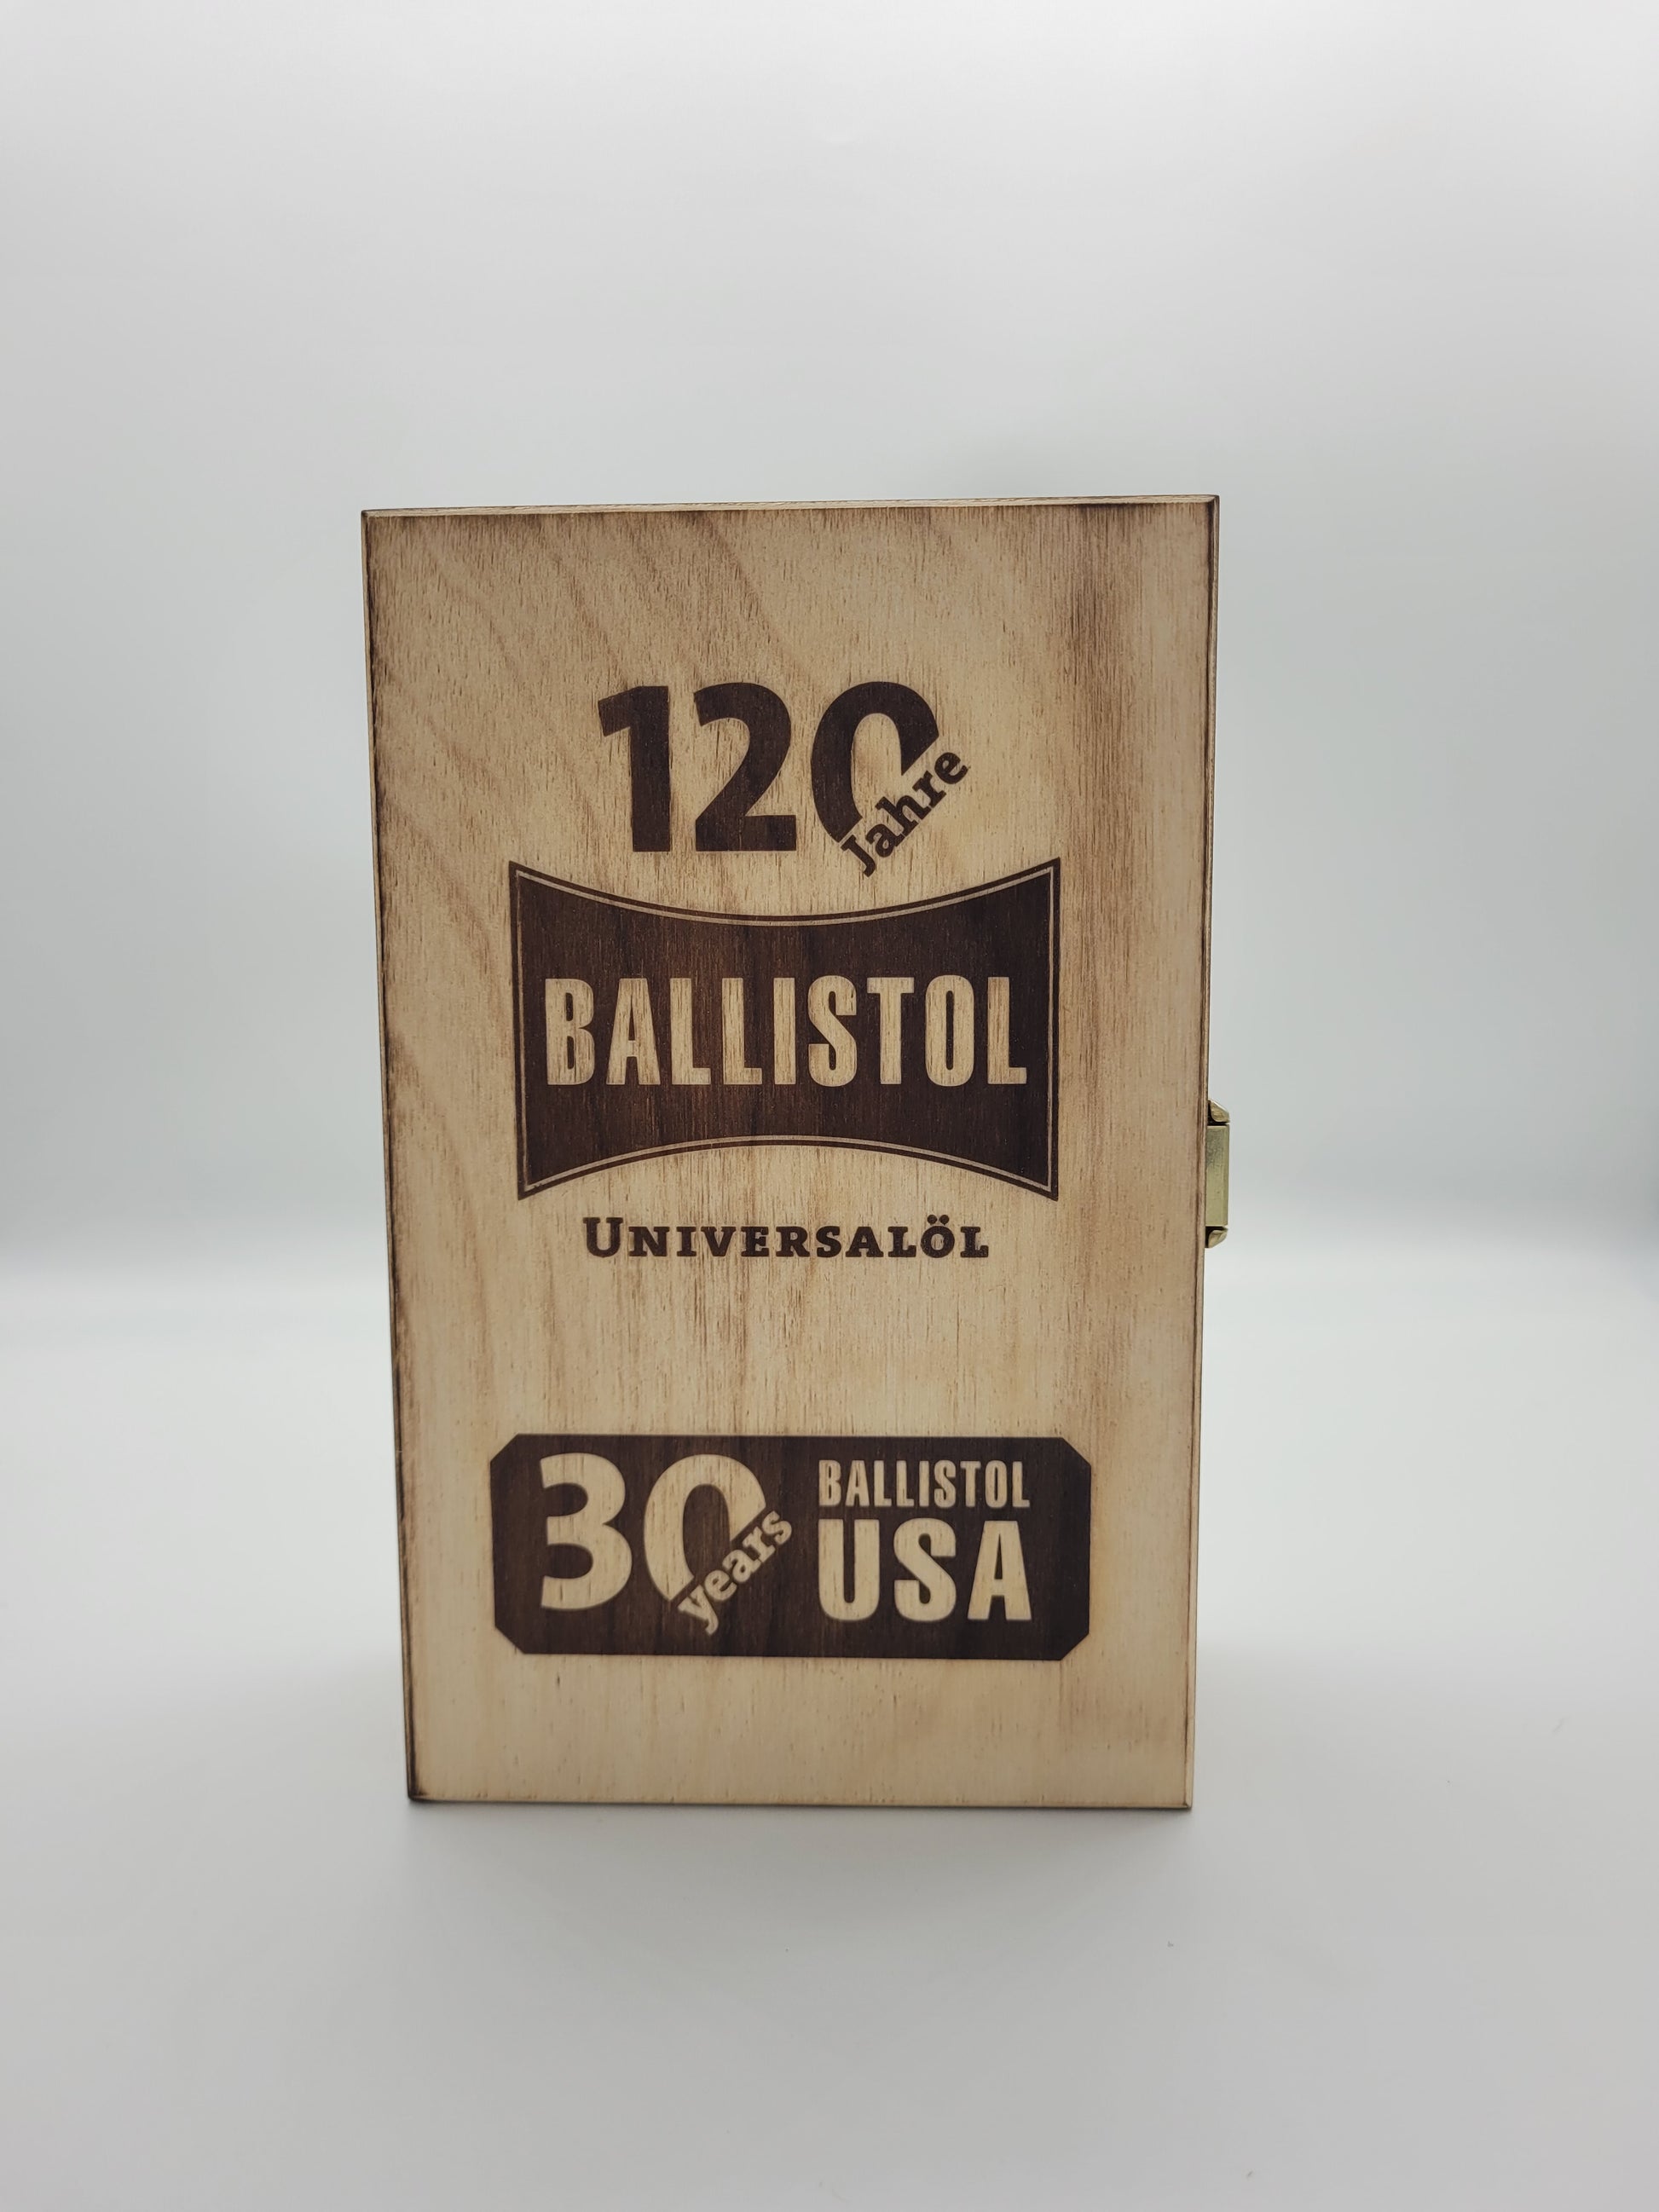 120
Jahre
BALLISTOL
UNIVERSALÖL
30
years
BALLISTOL
USA